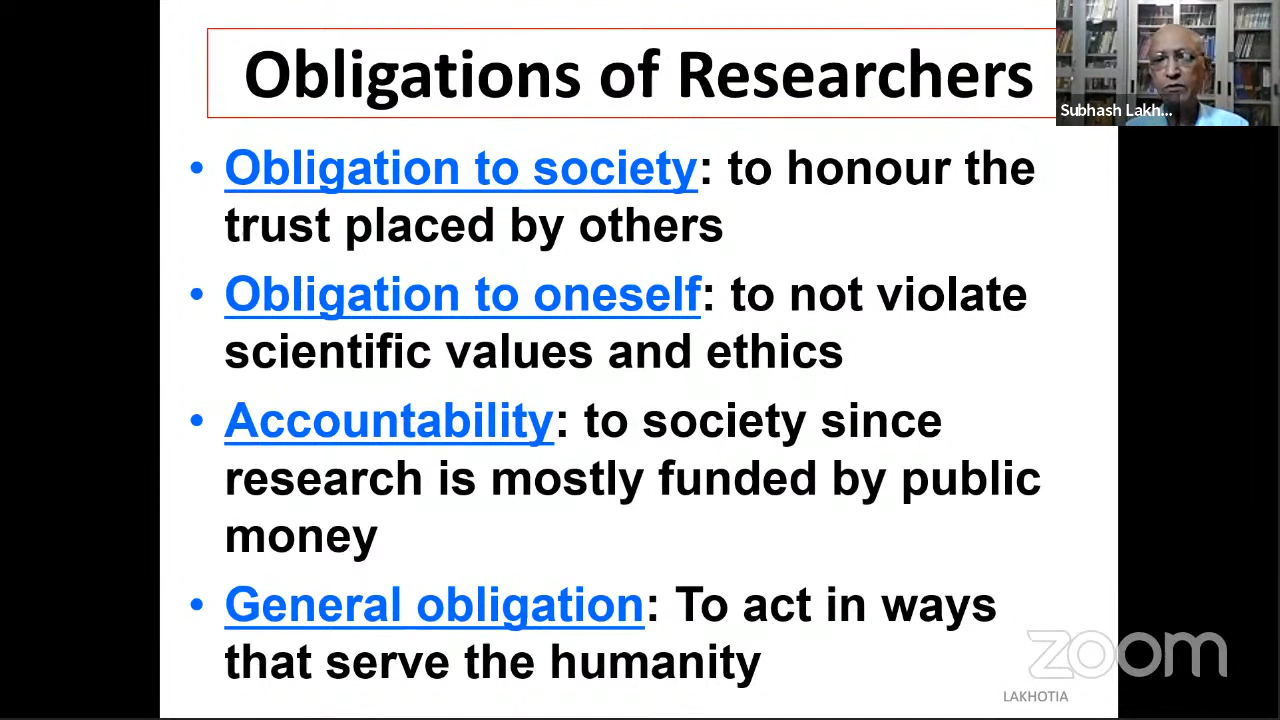 Obligations of Researchers
Subhash Lakh...
• Obligation to society: to honour the
trust placed by others
• Obligation to oneself: to not violate
scientific values and ethics
• Accountability: to society since
research is mostly funded by public
money
• General obligation: To act in ways
that serve the humanity
zoom
LAKHOTIA